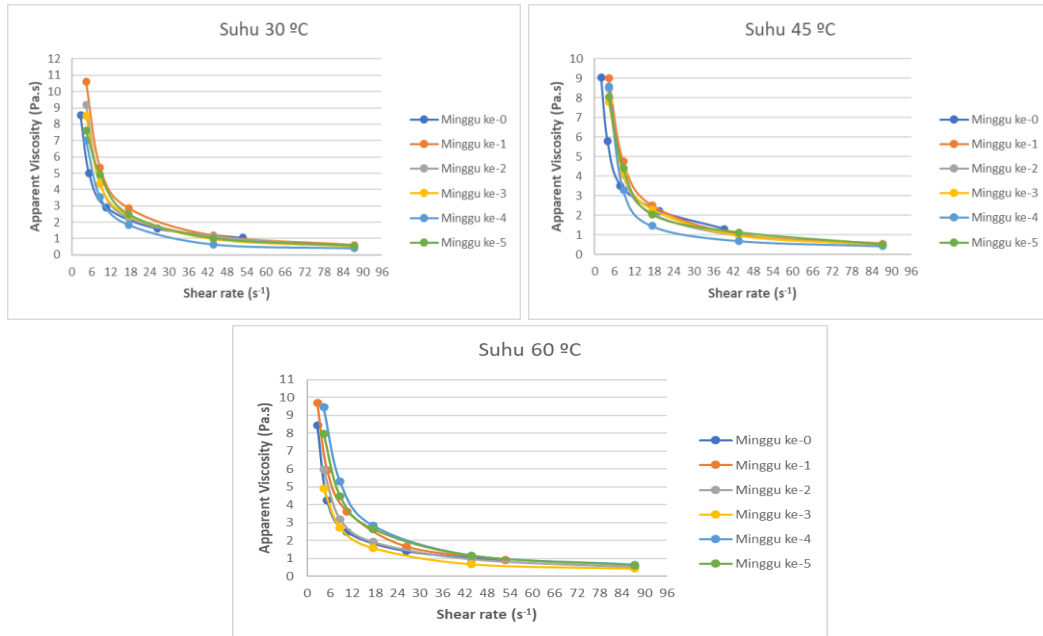 Suhu 30 ºC
Apparent Viscosity (Pa.s)
12
11
10
9
8
7
6
5
4
3
2
1
0
0 6 12 18 24 30 36 42 48 54 60 66 72 78 84 90 96
Shear rate (s⁻¹)
Minggu ke-0
Minggu ke-1
Minggu ke-2
Minggu ke-3
Minggu ke-4
Minggu ke-5
Suhu 45 ºC
Apparent Viscosity (Pa.s)
10
9
8
7
6
5
4
3
2
1
0
0 6 12 18 24 30 36 42 48 54 60 66 72 78 84 90 96
Shear rate (s⁻¹)
Minggu ke-0
Minggu ke-1
Minggu ke-2
Minggu ke-3
Minggu ke-4
Minggu ke-5
Suhu 60 ºC
Apparent Viscosity (Pa.s)
11
10
9
8
7
6
5
4
3
2
1
0
0 6 12 18 24 30 36 42 48 54 60 66 72 78 84 90 96
Shear rate (s⁻¹)
Minggu ke-0
Minggu ke-1
Minggu ke-2
Minggu ke-3
Minggu ke-4
Minggu ke-5